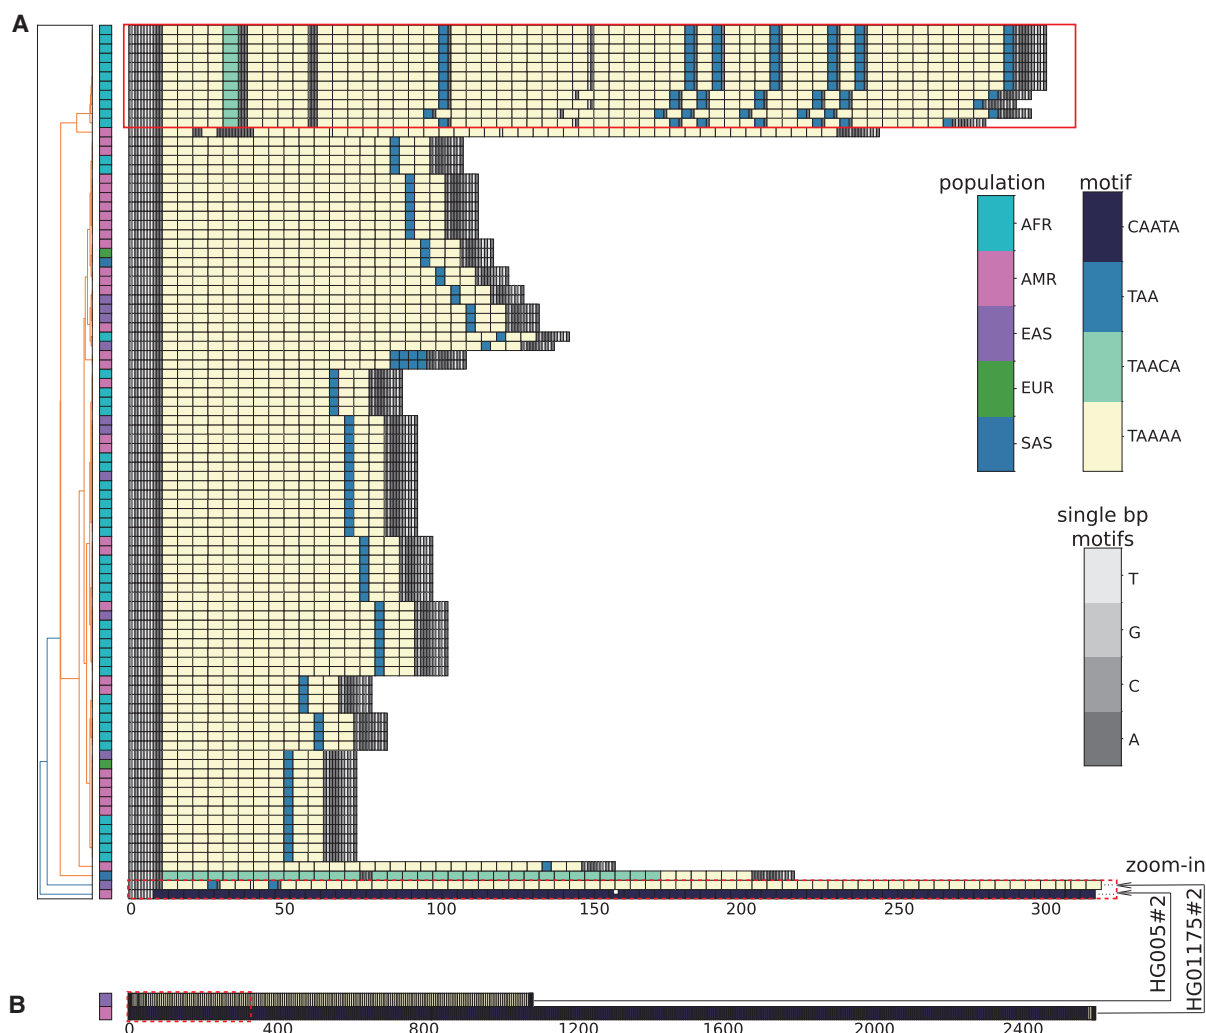 A
population
motif
AFR
CAATA
AMR
TAA
EAS
TAACA
EUR
TAAAA
SAS
single bp
motifs
T
G
C
A
zoom-in
0 50 100 150 200 250 300
HG005#2
HG01175#2
B
0 400 800 1200 1600 2000 2400